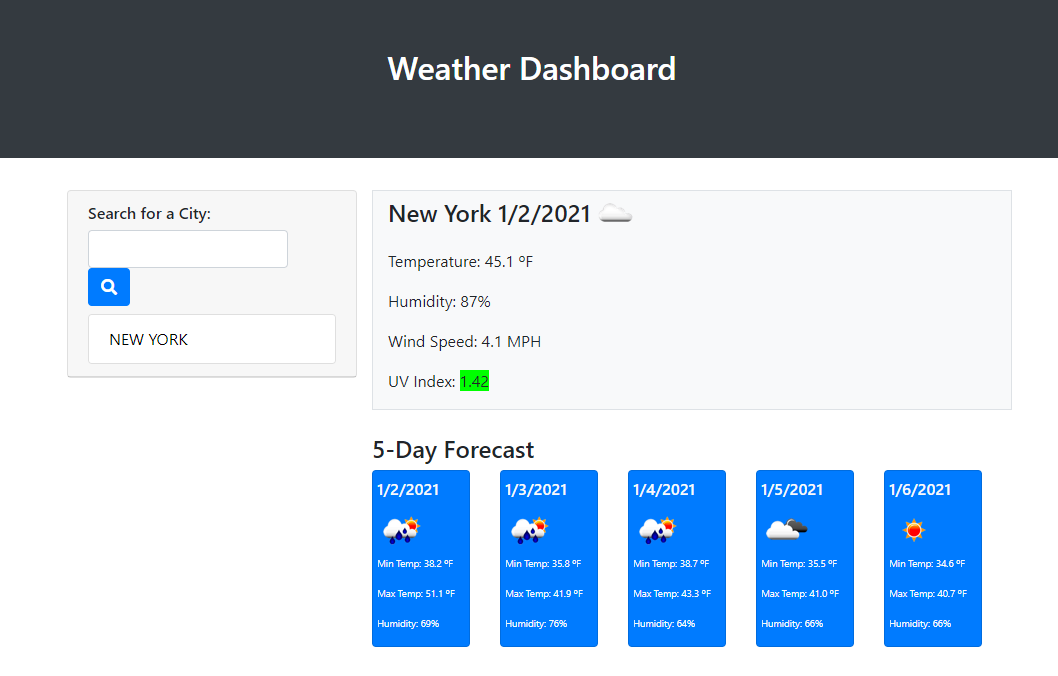 Weather Dashboard
Search for a City:
NEW YORK
New York 1/2/2021
Temperature: 45.1 ºF
Humidity: 87%
Wind Speed: 4.1 MPH
UV Index: 1.42
5-Day Forecast
1/2/2021
Min Temp: 38.2 ºF
Max Temp: 51.1 ºF
Humidity: 69%
1/3/2021
Min Temp: 35.8 ºF
Max Temp: 41.9 ºF
Humidity: 76%
1/4/2021
Min Temp: 38.7 ºF
Max Temp: 43.3 ºF
Humidity: 64%
1/5/2021
Min Temp: 35.5 ºF
Max Temp: 41.0 ºF
Humidity: 66%
1/6/2021
Min Temp: 34.6 ºF
Max Temp: 40.7 ºF
Humidity: 66%